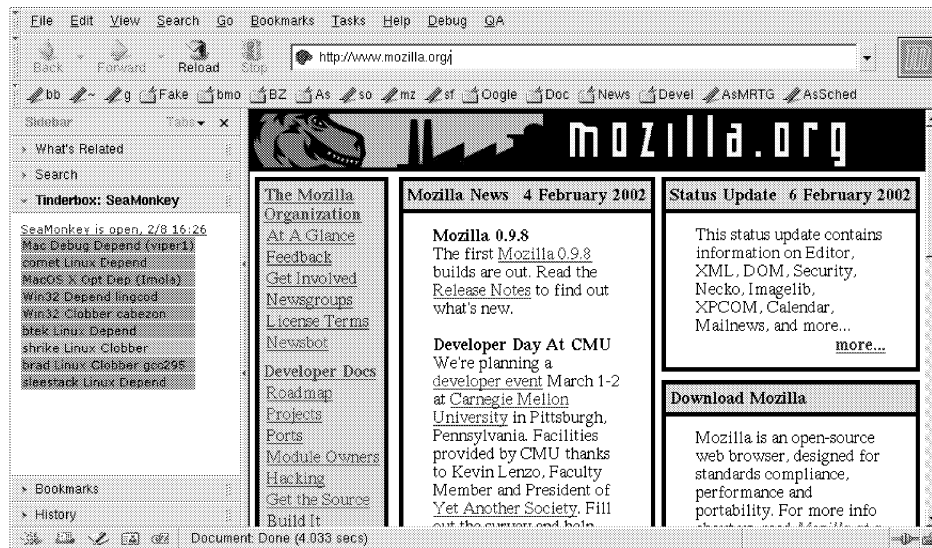 File Edit View Search Go Bookmarks Tasks Help Debug QA
Back Forward Reload Stop http://www.mozilla.org/
bb ~ g Fake bmo BZ As so mz sf Oogle Doc News Devel AsMRTG AsSched
Sidebar Tabs
What's Related
Search
Tinderbox: SeaMonkey
SeaMonkey is open, 2/8 16:26
Mac Debug Depend (viper1)
comet Linux Depend
MacOS X Opt Dep (Imola)
Win32 Depend lingcod
Win32 Clobber cabezon
btek Linux Depend
shrike Linux Clobber
brad Linux Clobber gcc295
sleestack Linux Depend
Bookmarks
History
mozilla.org
The Mozilla
Organization
At A Glance
Feedback
Get Involved
Newsgroups
License Terms
Newsbot
Developer Docs
Roadmap
Projects
Ports
Module Owners
Hacking
Get the Source
Build It
Mozilla News 4 February 2002
Mozilla 0.9.8
The first Mozilla 0.9.8
builds are out. Read the
Release Notes to find out
what's new.
Developer Day At CMU
We're planning a
developer event March 1-2
at Carnegie Mellon
University in Pittsburgh,
Pennsylvania. Facilities
provided by CMU thanks
to Kevin Lenzo, Faculty
Member and President of
Yet Another Society. Fill
out the survey and help
Status Update 6 February 2002
This status update contains
information on Editor,
XML, DOM, Security,
Necko, Imagelib,
XPCOM, Calendar,
Mailnews, and more...
more...
Download Mozilla
Mozilla is an open-source
web browser, designed for
standards compliance,
performance and
portability. For more info
Document: Done (4.033 secs)